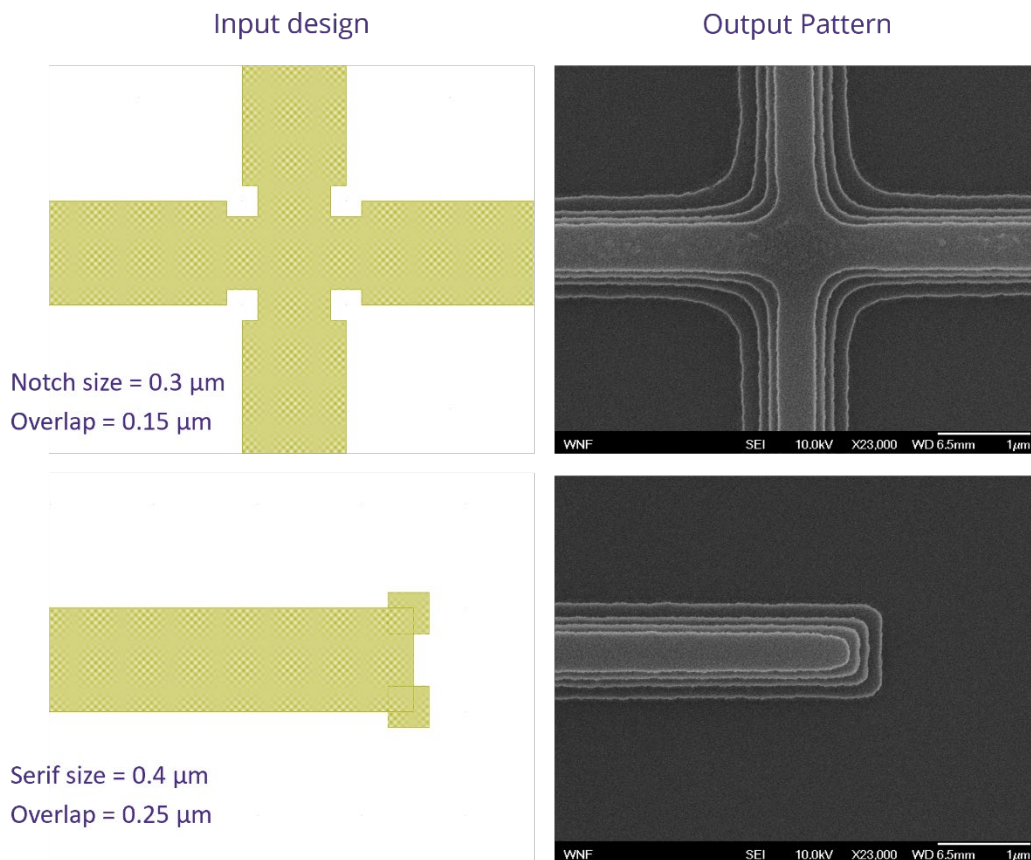 Input design
Output Pattern
Notch size = 0.3 µm
Overlap = 0.15 µm
WNF SEI 10.0kV X23,000 WD 6.5mm 1µm
Serif size = 0.4 µm
Overlap = 0.25 µm
WNF SEI 10.0kV X23,000 WD 6.5mm 1µm